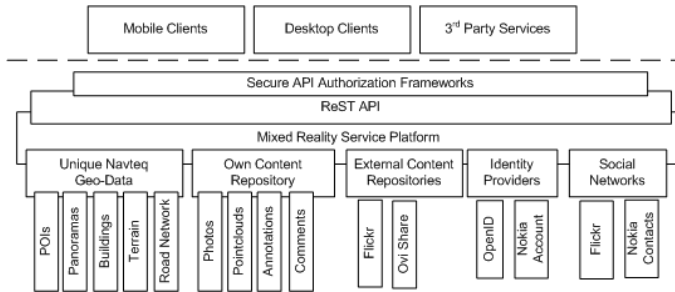 Mobile Clients
Desktop Clients
3rd Party Services
Secure API Authorization Frameworks
ReST API
Mixed Reality Service Platform
Unique Navteq
Geo-Data
Own Content
Repository
External Content
Repositories
Identity
Providers
Social
Networks
POIs
Panoramas
Buildings
Terrain
Road Network
Photos
Pointclouds
Annotations
Comments
Flickr
Ovi Share
OpenID
Nokia
Account
Flickr
Nokia
Contacts